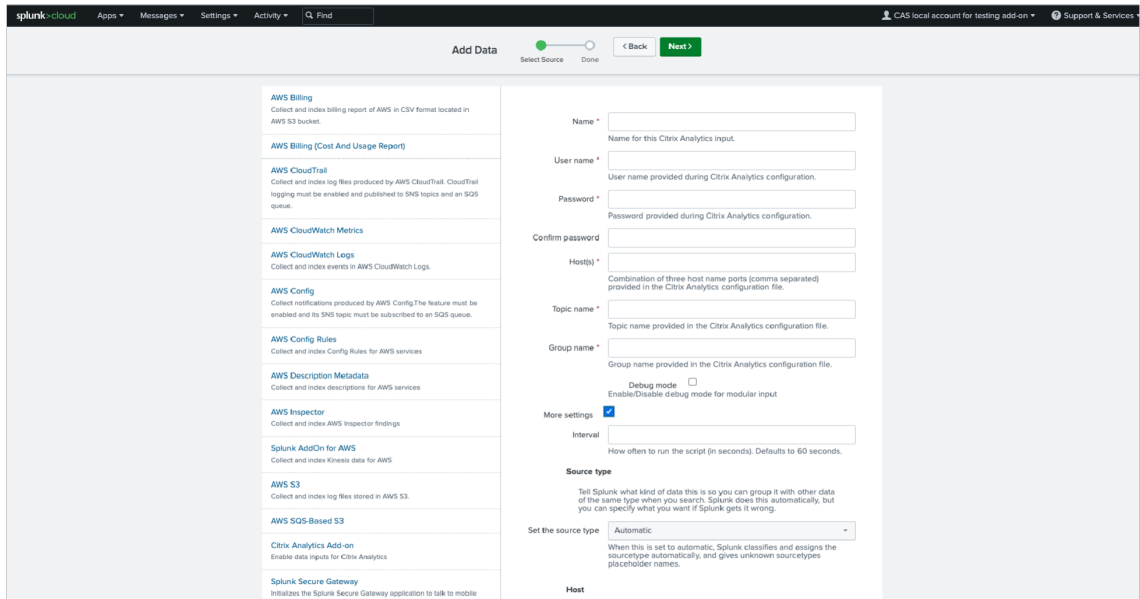 splunk>cloud Apps Messages Settings Activity Find CAS local account for testing add-on Support & Services
Add Data
Select Source Done
< Back Next >
AWS Billing
Collect and index billing report of AWS in CSV format located in
AWS S3 bucket.
AWS Billing (Cost And Usage Report)
AWS CloudTrail
Collect and index log files produced by AWS CloudTrail. CloudTrail
logging must be enabled and published to SNS topics and an SQS
queue.
AWS CloudWatch Metrics
AWS CloudWatch Logs
Collect and index events in AWS CloudWatch Logs.
AWS Config
Collect notifications produced by AWS Config.The feature must be
enabled and its SNS topic must be subscribed to an SQS queue.
AWS Config Rules
Collect and index Config Rules for AWS services
AWS Description Metadata
Collect and index descriptions for AWS services
AWS Inspector
Collect and index AWS Inspector findings
Splunk AddOn for AWS
Collect and index Kinesis data for AWS
AWS S3
Collect and index log files stored in AWS S3.
AWS SQS-Based S3
Citrix Analytics Add-on
Enable data inputs for Citrix Analytics
Splunk Secure Gateway
Initializes the Splunk Secure Gateway application to talk to mobile
Name *
Name for this Citrix Analytics input.
User name *
User name provided during Citrix Analytics configuration.
Password *
Password provided during Citrix Analytics configuration.
Confirm password
Host(s) *
Combination of three host name ports (comma separated)
provided in the Citrix Analytics configuration file.
Topic name *
Topic name provided in the Citrix Analytics configuration file.
Group name *
Group name provided in the Citrix Analytics configuration file.
Debug mode
Enable/Disable debug mode for modular input
More settings
Interval
How often to run the script (in seconds). Defaults to 60 seconds.
Source type
Tell Splunk what kind of data this is so you can group it with other data
of the same type when you search. Splunk does this automatically, but
you can specify what you want if Splunk gets it wrong.
Set the source type Automatic
When this is set to automatic, Splunk classifies and assigns the
sourcetype automatically, and gives unknown sourcetypes
placeholder names.
Host